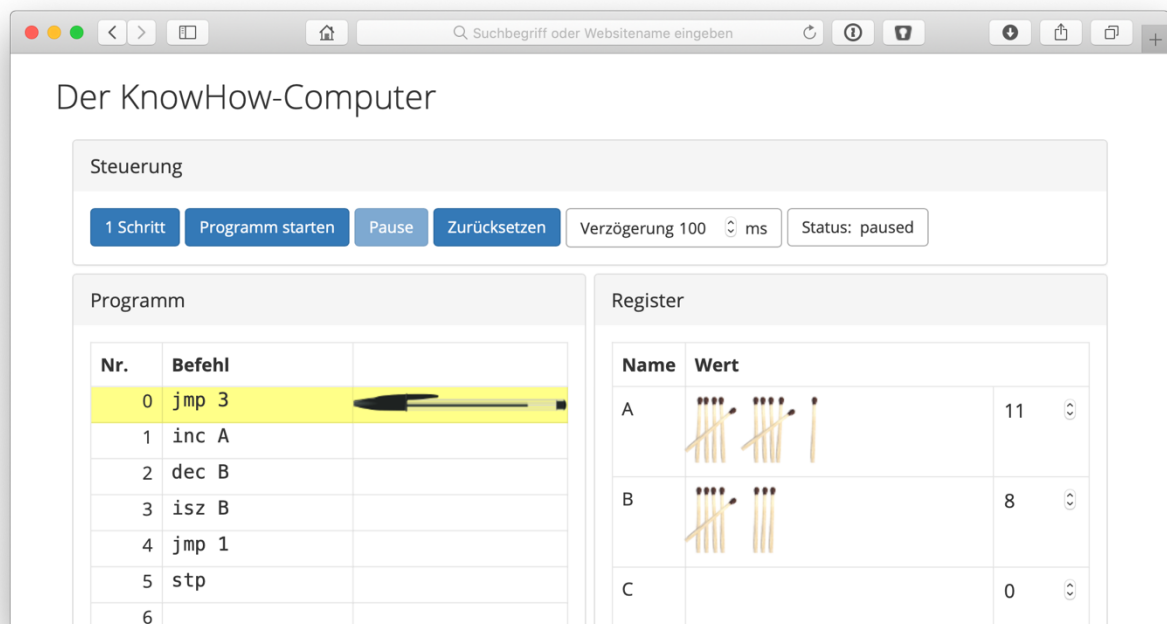 Suchbegriff oder Websitename eingeben
Der KnowHow-Computer
Steuerung
1 Schritt Programm starten Pause Zurücksetzen Verzögerung 100 ms Status: paused
Programm
Nr. Befehl
0 jmp 3
1 inc A
2 dec B
3 isz B
4 jmp 1
5 stp
6
Register
Name Wert
A 11
B 8
C 0